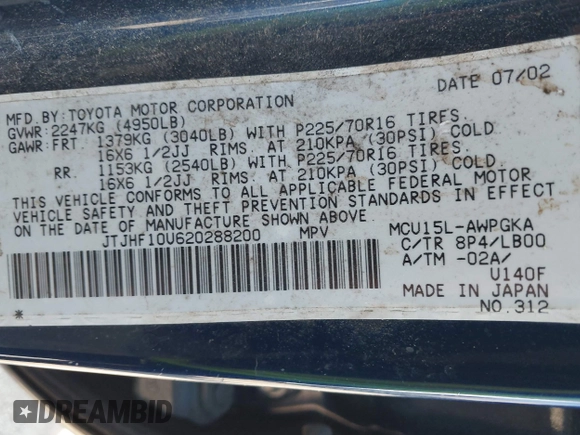 DATE 07/02
MFD. BY: TOYOTA MOTOR CORPORATION
GVWR: 2247KG (4950LB)
GAWR: FRT. 1379KG (3040LB) WITH P225/70R16 TIRES
16X6 1/2JJ RIMS. AT 210KPA (30PSI) COLD
RR. 1153KG (2540LB) WITH P225/70R16 TIRES
16X6 1/2JJ RIMS. AT 210KPA (30PSI) COLD
THIS VEHICLE CONFORMS TO ALL APPLICABLE FEDERAL MOTOR
VEHICLE SAFETY AND THEFT PREVENTION STANDARDS IN EFFECT
ON THE DATE OF MANUFACTURE SHOWN ABOVE.
JTJHF10U620288200 MPV
MCU15L-AWPGKA
C/TR 8P4/LB00
A/TM -02A/
U140F
MADE IN JAPAN
NO.312
*
DREAMBID